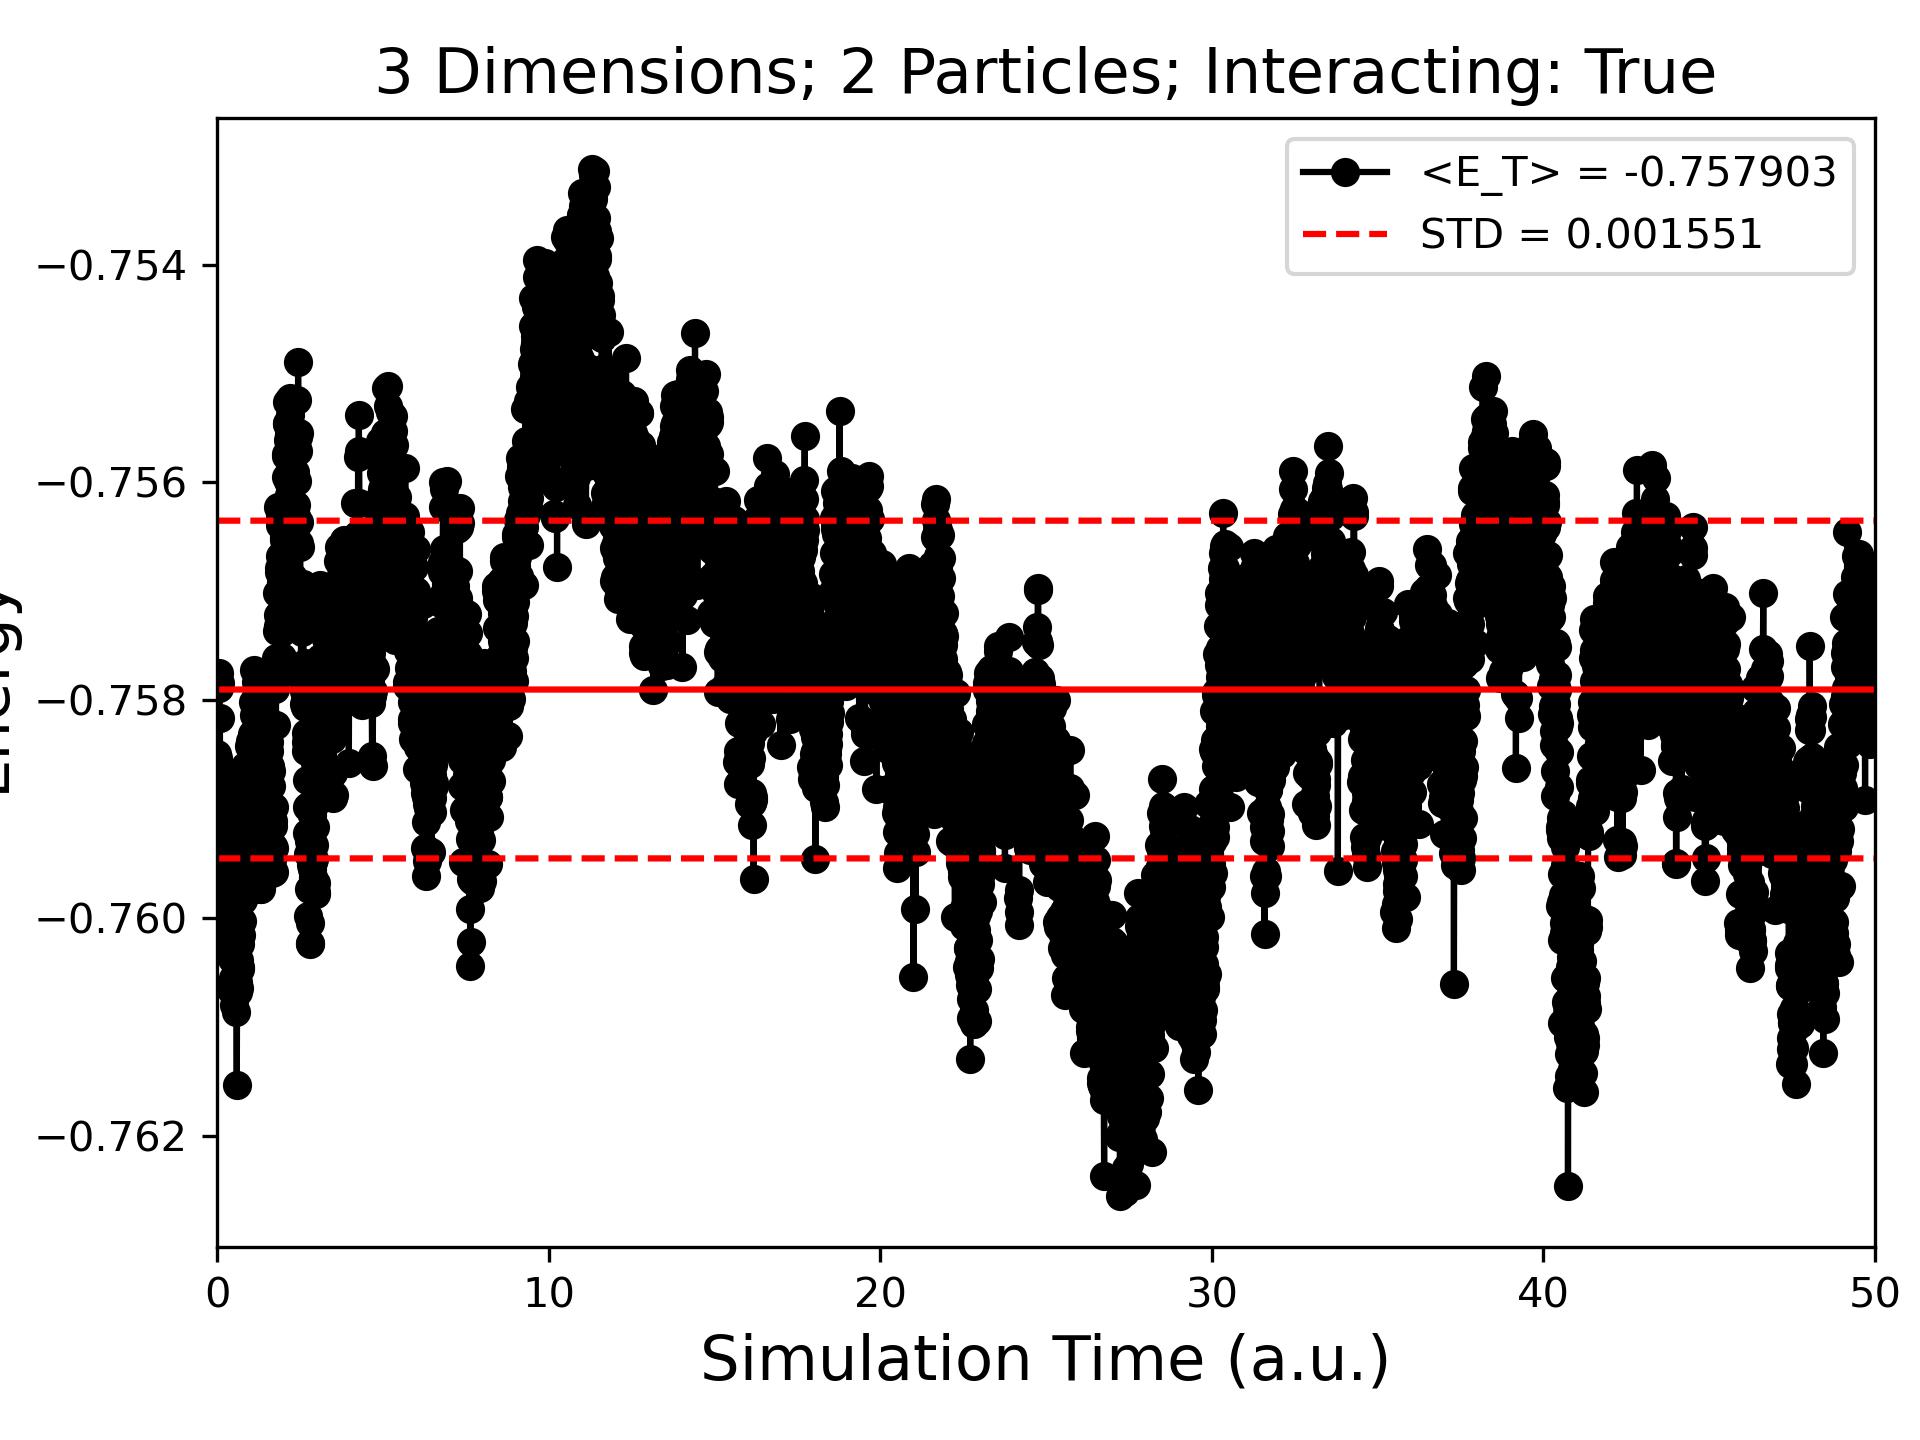 3 Dimensions; 2 Particles; Interacting: True
<E_T> = -0.757903
STD = 0.001551
−0.754
−0.756
−0.758
−0.760
−0.762
Energy
0 10 20 30 40 50
Simulation Time (a.u.)